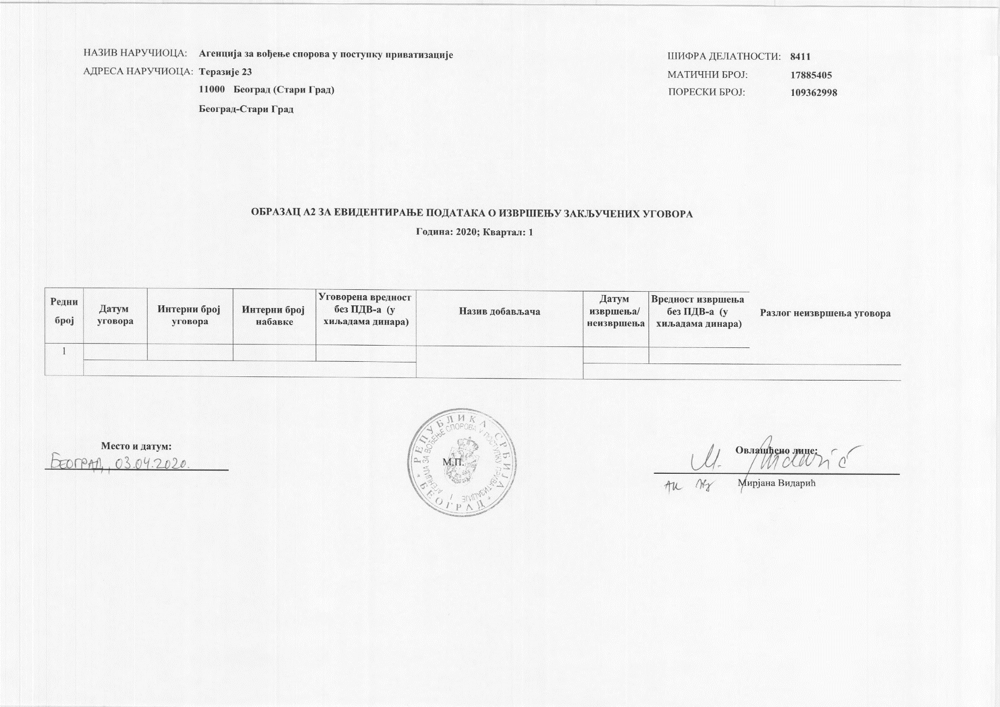 НАЗИВ НАРУЧИОЦА: Агенција за вођење спорова у поступку приватизације
АДРЕСА НАРУЧИОЦА: Теразије 23
11000 Београд (Стари Град)
Београд-Стари Град
ШИФРА ДЕЛАТНОСТИ: 8411
МАТИЧНИ БРОЈ: 17885405
ПОРЕСКИ БРОЈ: 109362998
ОБРАЗАЦ А2 ЗА ЕВИДЕНТИРАЊЕ ПОДАТАКА О ИЗВРШЕЊУ ЗАКЉУЧЕНИХ УГОВОРА
Година: 2020; Квартал: 1
Редни
број
Датум
уговора
Интерни број
уговора
Интерни број
набавке
Уговорена вредност
без ПДВ-а (у
хиљадама динара)
Назив добављача
Датум
извршења/
неизвршења
Вредност извршења
без ПДВ-а (у
хиљадама динара)
Разлог неизвршења уговора
1
Место и датум:
БЕОГРАД, 03.04.2020.
РЕПУБЛИКА СРБИЈА
АГЕНЦИЈА ЗА ВОЂЕЊЕ СПОРОВА У ПОСТУПКУ ПРИВАТИЗАЦИЈЕ
М.П.
I
БЕОГРАД
Овлашћено лице:
М. Vidarić
Мирјана Видарић